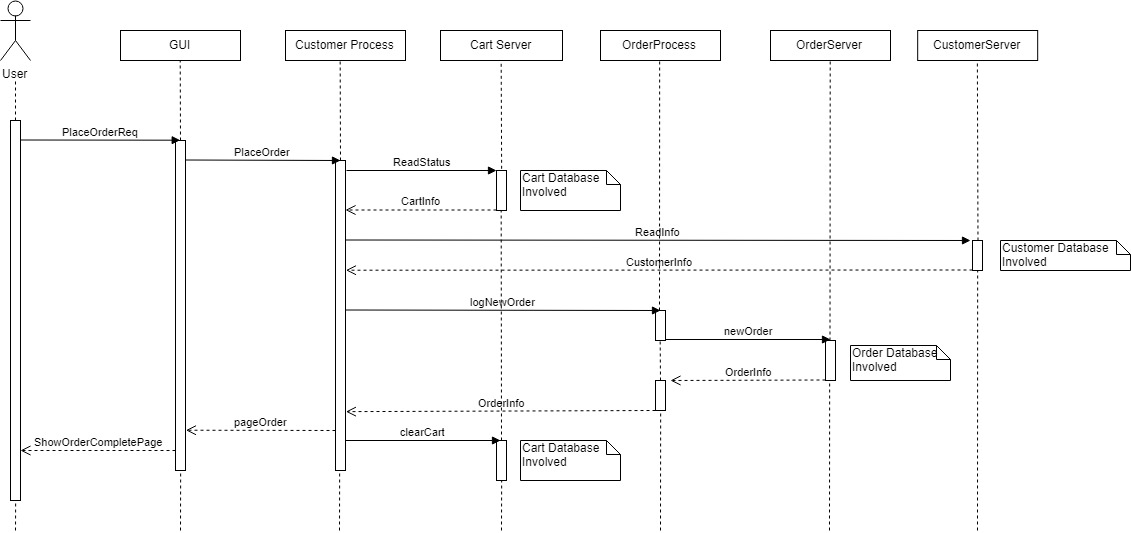 User
GUI
Customer Process
Cart Server
OrderProcess
OrderServer
CustomerServer
PlaceOrderReq
PlaceOrder
ReadStatus
Cart Database
Involved
CartInfo
ReadInfo
Customer Database
Involved
CustomerInfo
logNewOrder
newOrder
Order Database
Involved
OrderInfo
OrderInfo
pageOrder
clearCart
ShowOrderCompletePage
Cart Database
Involved